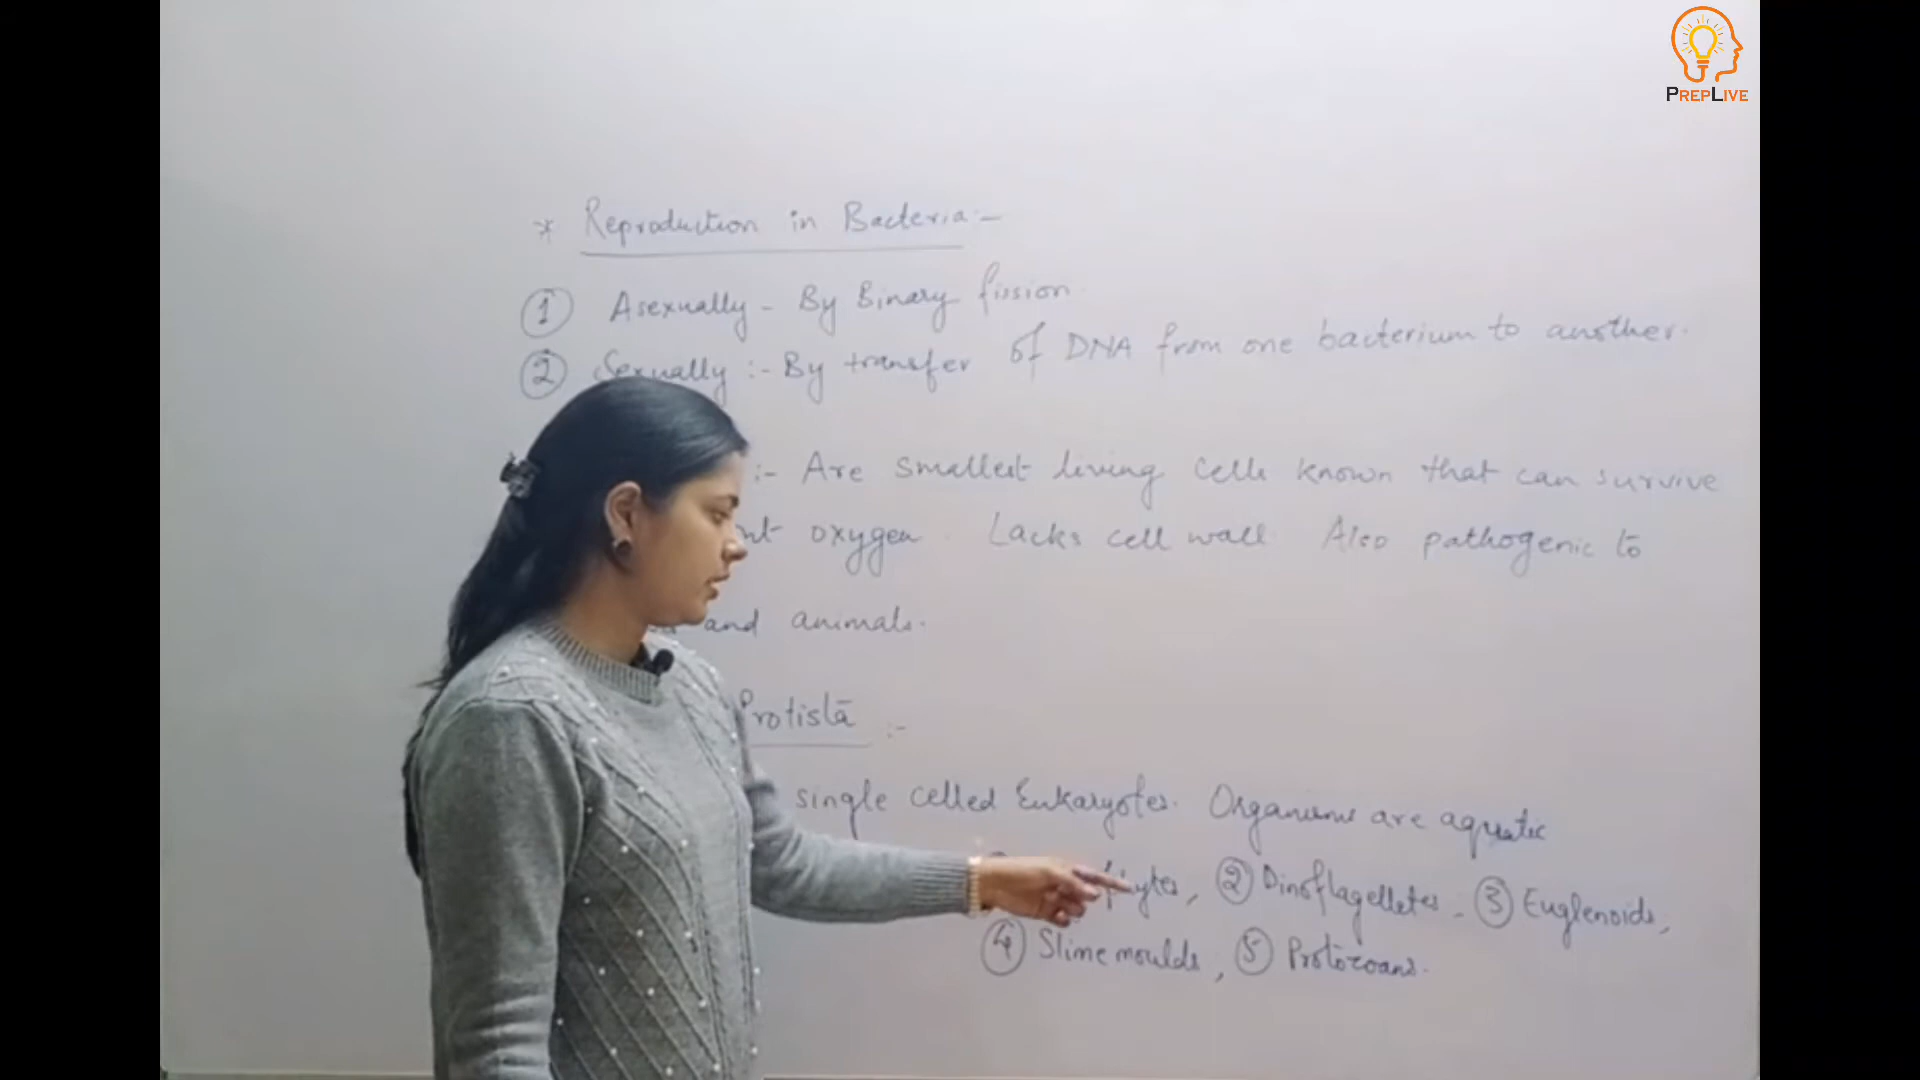 PREPLIVE
* Reproduction in Bacteria:-
1 Asexually - By Binary fission
2 Sexually :- By transfer of DNA from one bacterium to another.
:- Are smallest living cells known that can survive
oxygen. Lacks cell wall. Also pathogenic to
and animals.
Protista :-
single celled Eukaryotes. Organisms are aquatic
2 Dinoflagelletes, 3 Euglenoids,
4 Slime moulds, 5 Protozoans.